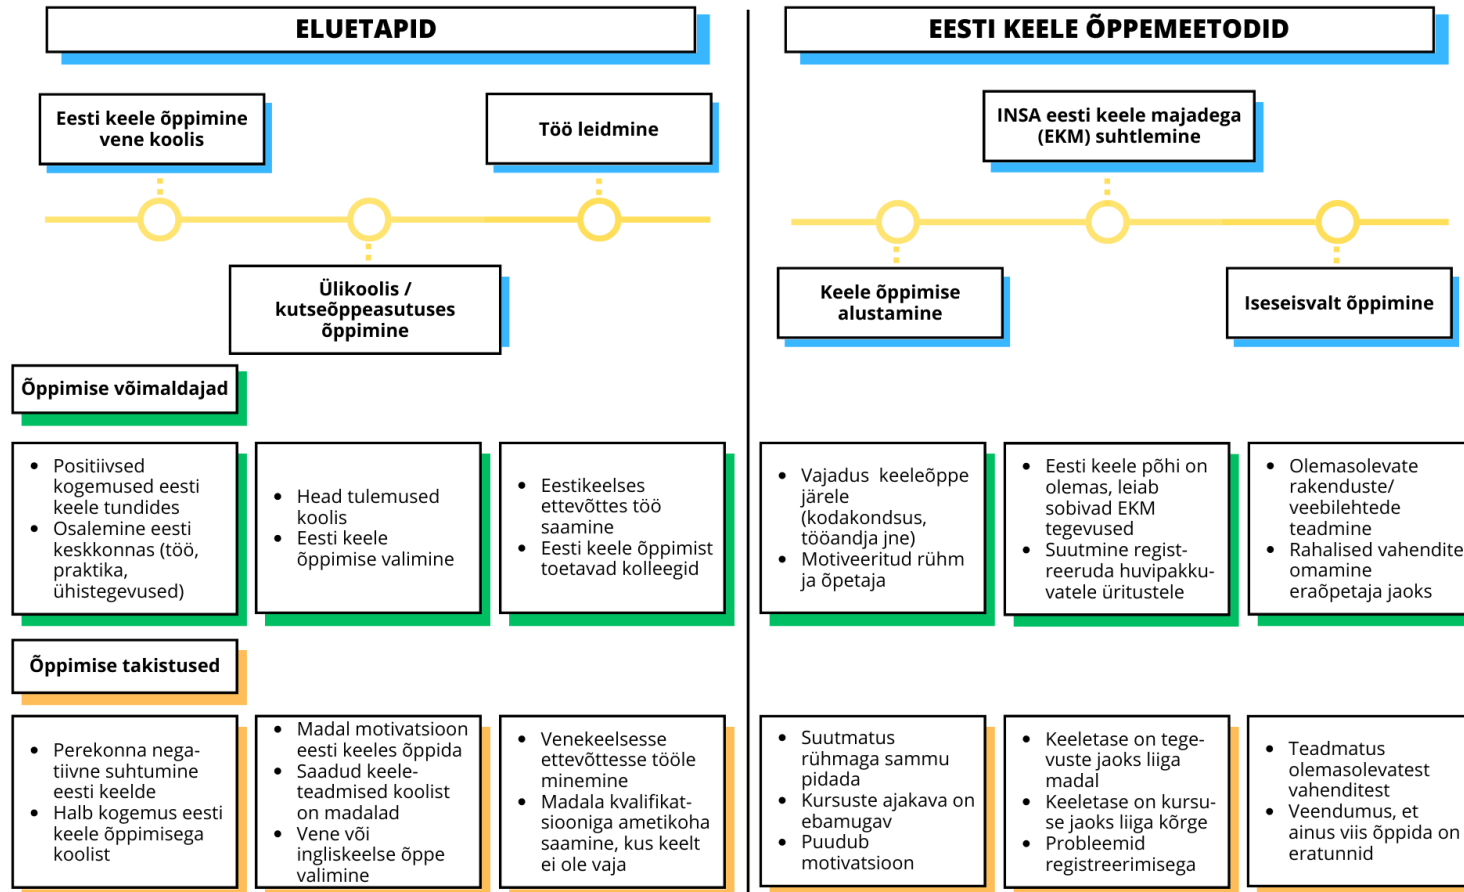 ELUETAPID
EESTI KEELE ÕPPEMEETODID
Eesti keele õppimine
vene koolis
Töö leidmine
INSA eesti keele majadega
(EKM) suhtlemine
Ülikoolis /
kutseõppeasutuses
õppimine
Keele õppimise
alustamine
Iseseisvalt õppimine
Õppimise võimaldajad
• Positiivsed
kogemused eesti
keele tundides
• Osalemine eesti
keskkonnas (töö,
praktika,
ühistegevused)
• Head tulemused
koolis
• Eesti keele
õppimise valimine
• Eestikeelses
ettevõttes töö
saamine
• Eesti keele õppimist
toetavad kolleegid
• Vajadus keeleõppe
järele
(kodakondsus,
tööandja jne)
• Motiveeritud rühm
ja õpetaja
• Eesti keele põhi on
olemas, leiab
sobivad EKM
tegevused
• Suutmine regist-
reeruda huvipakku-
vatele üritustele
• Olemasolevate
rakenduste/
veebilehtede
teadmine
• Rahalised vahendite
omamine
eraõpetaja jaoks
Õppimise takistused
• Perekonna nega-
tiivne suhtumine
eesti keelde
• Halb kogemus eesti
keele õppimisega
koolist
• Madal motivatsioon
eesti keeles õppida
• Saadud keele-
teadmised koolist
on madalad
• Vene või
ingliskeelse õppe
valimine
• Venekeelsesse
ettevõttesse tööle
minemine
• Madala kvalifikat-
siooniga ametikoha
saamine, kus keelt
ei ole vaja
• Suutmatus
rühmaga sammu
pidada
• Kursuste ajakava on
ebamugav
• Puudub
motivatsioon
• Keeletase on tege-
vuste jaoks liiga
madal
• Keeletase on kursu-
se jaoks liiga kõrge
• Probleemid
registreerimisega
• Teadmatus
olemasolevatest
vahenditest
• Veendumus, et
ainus viis õppida on
eratunnid